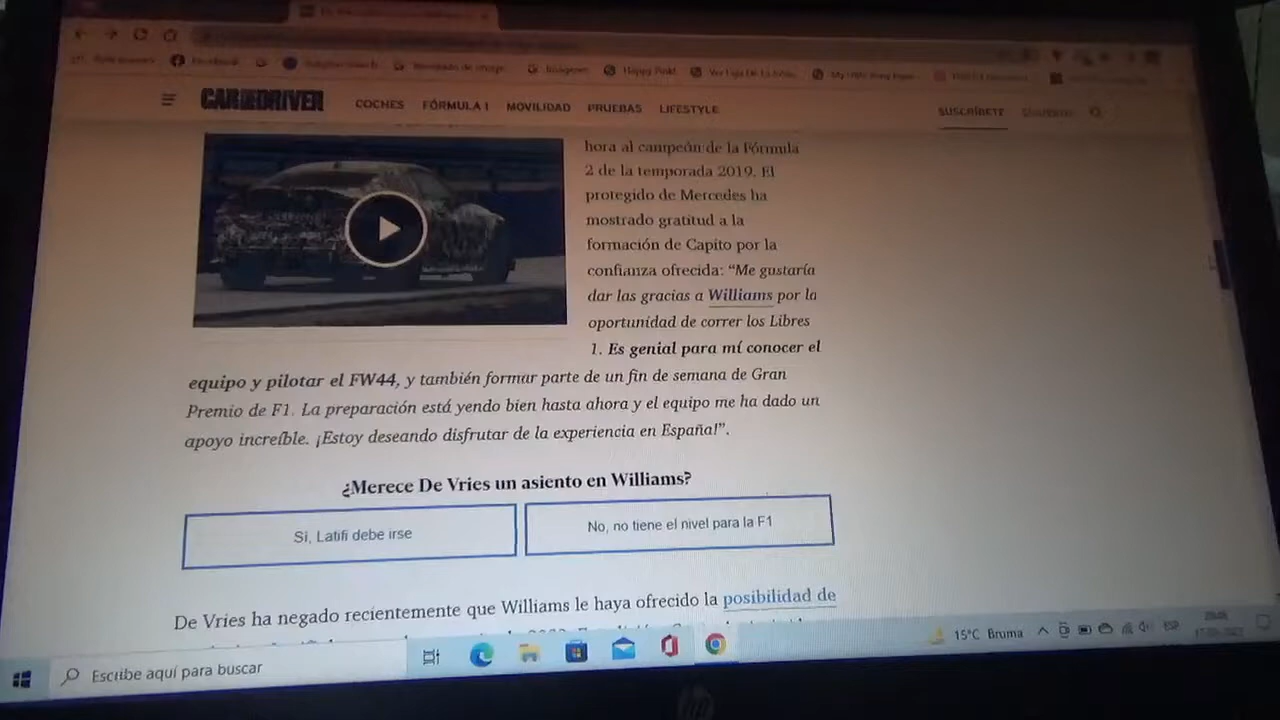 Facebook
Imágenes
CAR AND DRIVER
COCHES FÓRMULA 1 MOVILIDAD PRUEBAS LIFESTYLE
SUSCRÍBETE
hora al campeón de la Fórmula
2 de la temporada 2019. El
protegido de Mercedes ha
mostrado gratitud a la
formación de Capito por la
confianza ofrecida: “Me gustaría
dar las gracias a Williams por la
oportunidad de correr los Libres
1. Es genial para mí conocer el
equipo y pilotar el FW44, y también formar parte de un fin de semana de Gran
Premio de F1. La preparación está yendo bien hasta ahora y el equipo me ha dado un
apoyo increíble. ¡Estoy deseando disfrutar de la experiencia en España!”.
¿Merece De Vries un asiento en Williams?
Sí, Latifi debe irse
No, no tiene el nivel para la F1
De Vries ha negado recientemente que Williams le haya ofrecido la posibilidad de
Escribe aquí para buscar
15°C Bruma
ESP
hp